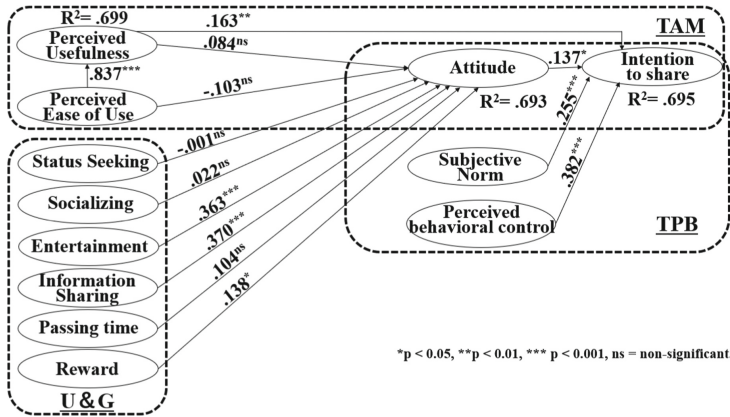 R²= .699
.163**
TAM
Perceived
Usefulness
.084ns
.137*
Intention
to share
Attitude
.837***
-.103ns
R²= .693
R²= .695
Perceived
Ease of Use
.255***
-.001ns
Status Seeking
Subjective
Norm
.382***
.022ns
Socializing
.363***
Perceived
behavioral control
TPB
Entertainment
.370***
Information
Sharing
.104ns
Passing time
.138*
Reward
*p < 0.05, **p < 0.01, *** p < 0.001, ns = non-significant
U&G